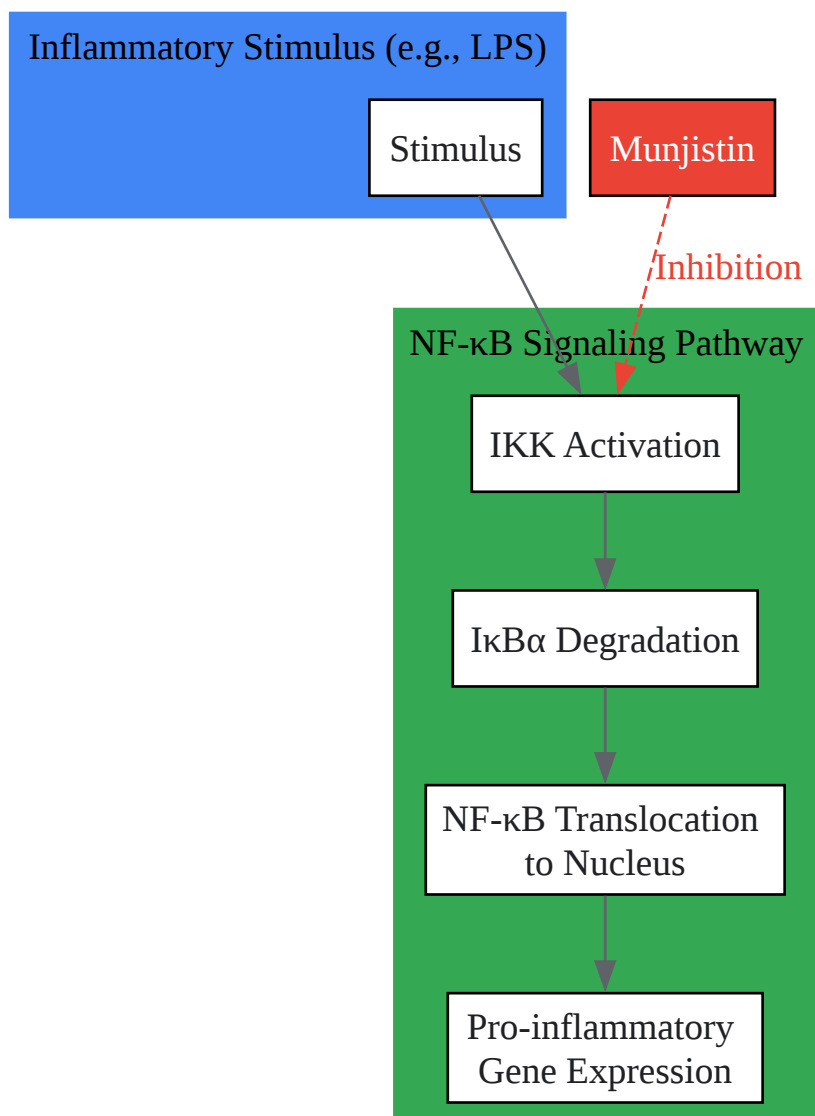 Inflammatory Stimulus (e.g., LPS)
Stimulus
Munjistin
Inhibition
NF-κB Signaling Pathway
IKK Activation
IκBα Degradation
NF-κB Translocation
to Nucleus
Pro-inflammatory
Gene Expression